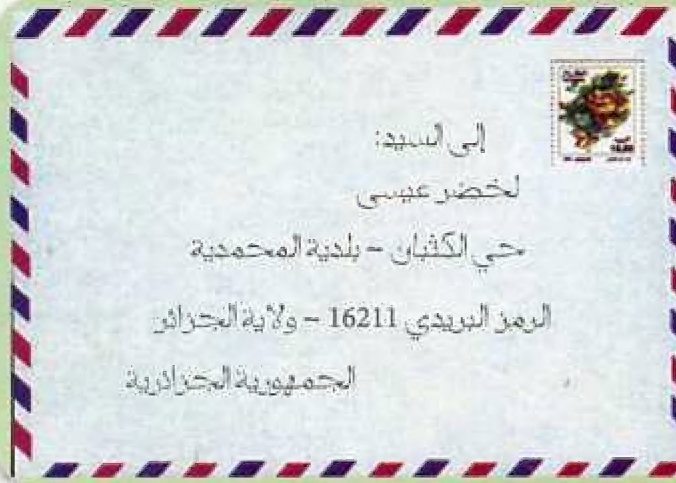 إلى السيد:
لخضر عيسى
حي الكثبان – بلدية المحمدية
الرمز البريدي 16211 – ولاية الجزائر
الجمهورية الجزائرية